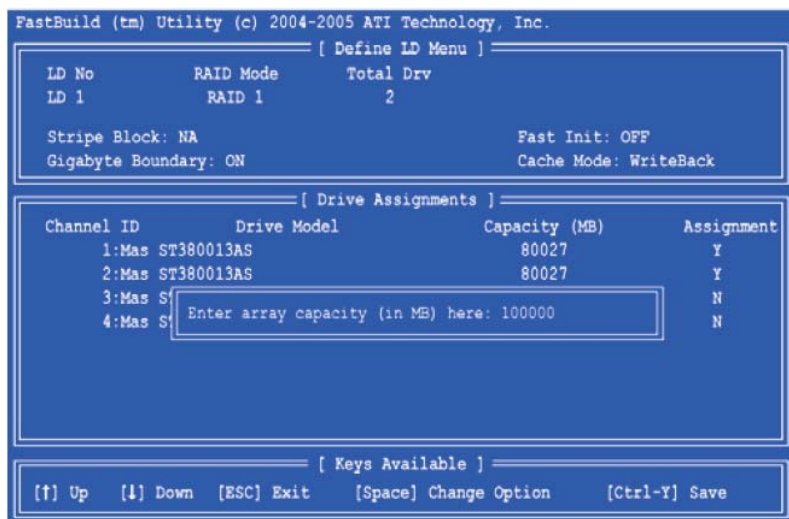 FastBuild (tm) Utility (c) 2004-2005 ATI Technology, Inc.
[ Define LD Menu ]
LD No RAID Mode Total Drv
LD 1 RAID 1 2
Stripe Block: NA Fast Init: OFF
Gigabyte Boundary: ON Cache Mode: WriteBack
[ Drive Assignments ]
Channel ID Drive Model Capacity (MB) Assignment
1:Mas ST380013AS 80027 Y
2:Mas ST380013AS 80027 Y
3:Mas N
4:Mas N
Enter array capacity (in MB) here: 100000
[ Keys Available ]
[↑] Up [↓] Down [ESC] Exit [Space] Change Option [Ctrl-Y] Save